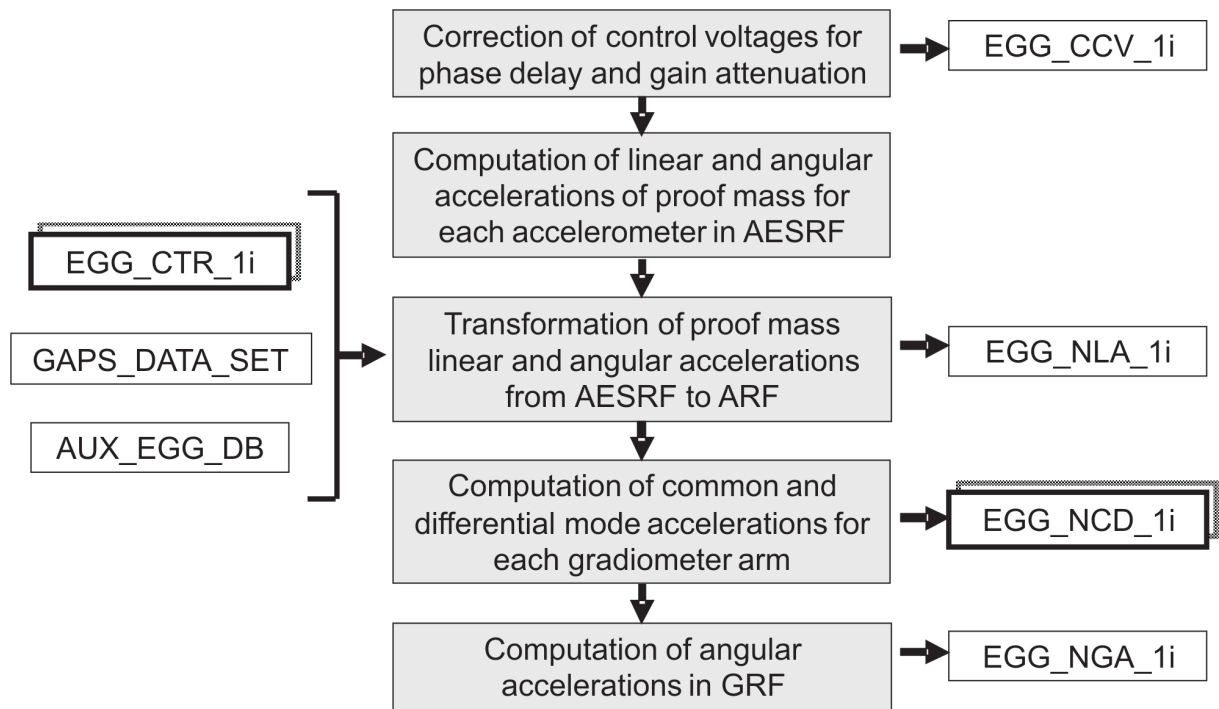 Correction of control voltages for
phase delay and gain attenuation
EGG_CCV_1i
Computation of linear and angular
accelerations of proof mass for
each accelerometer in AESRF
EGG_CTR_1i
GAPS_DATA_SET
AUX_EGG_DB
Transformation of proof mass
linear and angular accelerations
from AESRF to ARF
EGG_NLA_1i
Computation of common and
differential mode accelerations for
each gradiometer arm
EGG_NCD_1i
Computation of angular
accelerations in GRF
EGG_NGA_1i